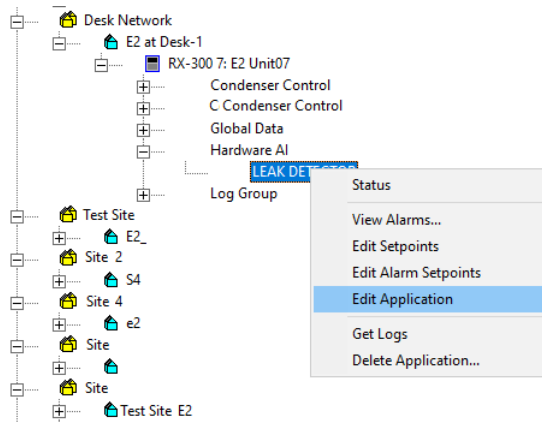 Desk Network
E2 at Desk-1
RX-300 7: E2 Unit07
Condenser Control
C Condenser Control
Global Data
Hardware AI
LEAK DETECTOR
Log Group
Test Site
E2_
Site 2
S4
Site 4
e2
Site
Site
Test Site E2
Status
View Alarms...
Edit Setpoints
Edit Alarm Setpoints
Edit Application
Get Logs
Delete Application...